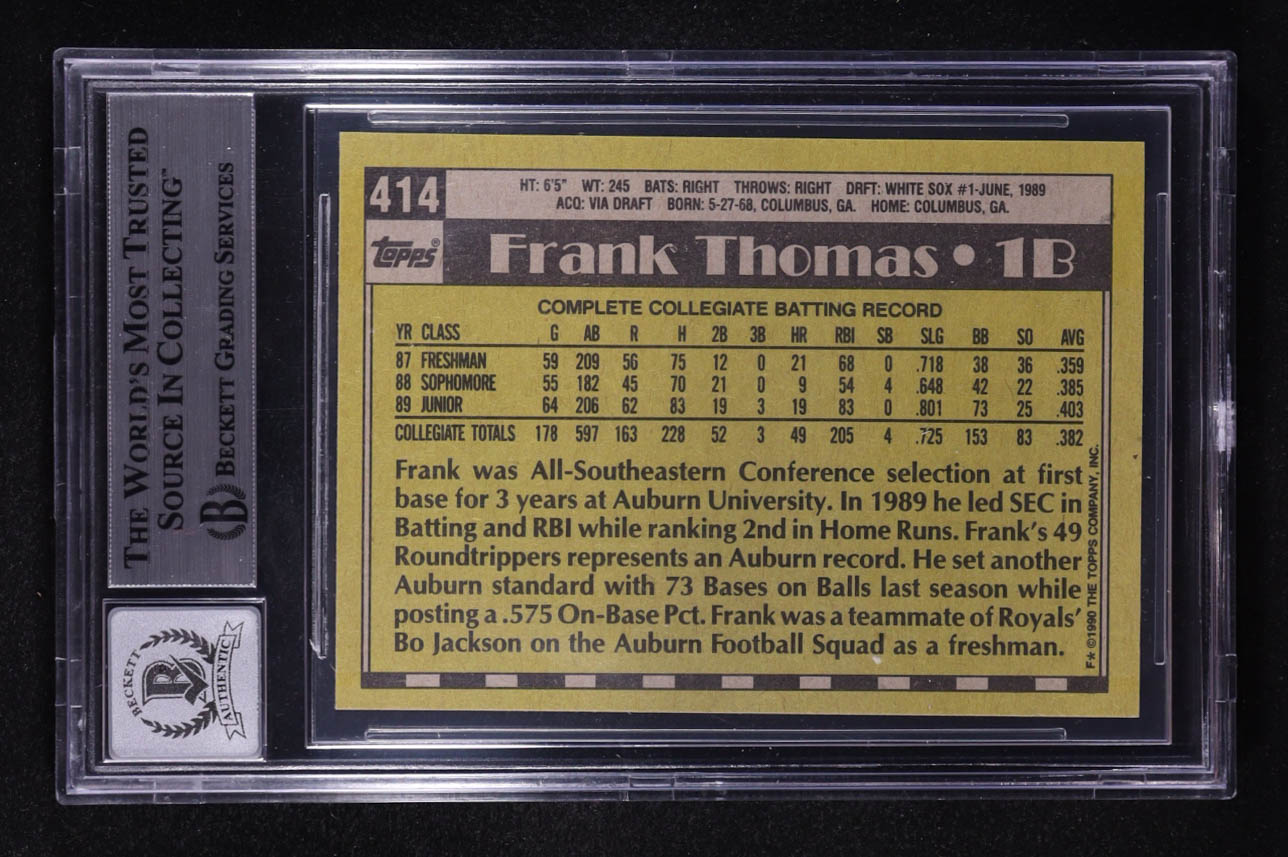 THE WORLD'S MOST TRUSTED
SOURCE IN COLLECTING™
B BECKETT GRADING SERVICES
BECKETT
B
AUTHENTIC
414
HT: 6'5" WT: 245 BATS: RIGHT THROWS: RIGHT DRFT: WHITE SOX #1-JUNE, 1989
ACQ: VIA DRAFT BORN: 5-27-68, COLUMBUS, GA. HOME: COLUMBUS, GA.
topps®
Frank Thomas • 1B
COMPLETE COLLEGIATE BATTING RECORD
YR CLASS G AB R H 2B 3B HR RBI SB SLG BB SO AVG
87 FRESHMAN 59 209 56 75 12 0 21 68 0 .718 38 36 .359
88 SOPHOMORE 55 182 45 70 21 0 9 54 4 .648 42 22 .385
89 JUNIOR 64 206 62 83 19 3 19 83 0 .801 73 25 .403
COLLEGIATE TOTALS 178 597 163 228 52 3 49 205 4 .725 153 83 .382
Frank was All-Southeastern Conference selection at first
base for 3 years at Auburn University. In 1989 he led SEC in
Batting and RBI while ranking 2nd in Home Runs. Frank's 49
Roundtrippers represents an Auburn record. He set another
Auburn standard with 73 Bases on Balls last season while
posting a .575 On-Base Pct. Frank was a teammate of Royals'
Bo Jackson on the Auburn Football Squad as a freshman.
F* ©1990 THE TOPPS COMPANY, INC.